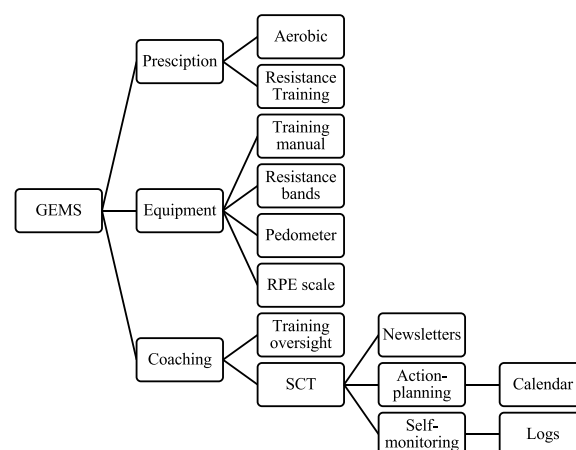 Aerobic
Presciption
Resistance
Training
Training
manual
Resistance
bands
GEMS
Equipment
Pedometer
RPE scale
Training
oversight
Newsletters
Coaching
SCT
Action-
planning
Calendar
Self-
monitoring
Logs